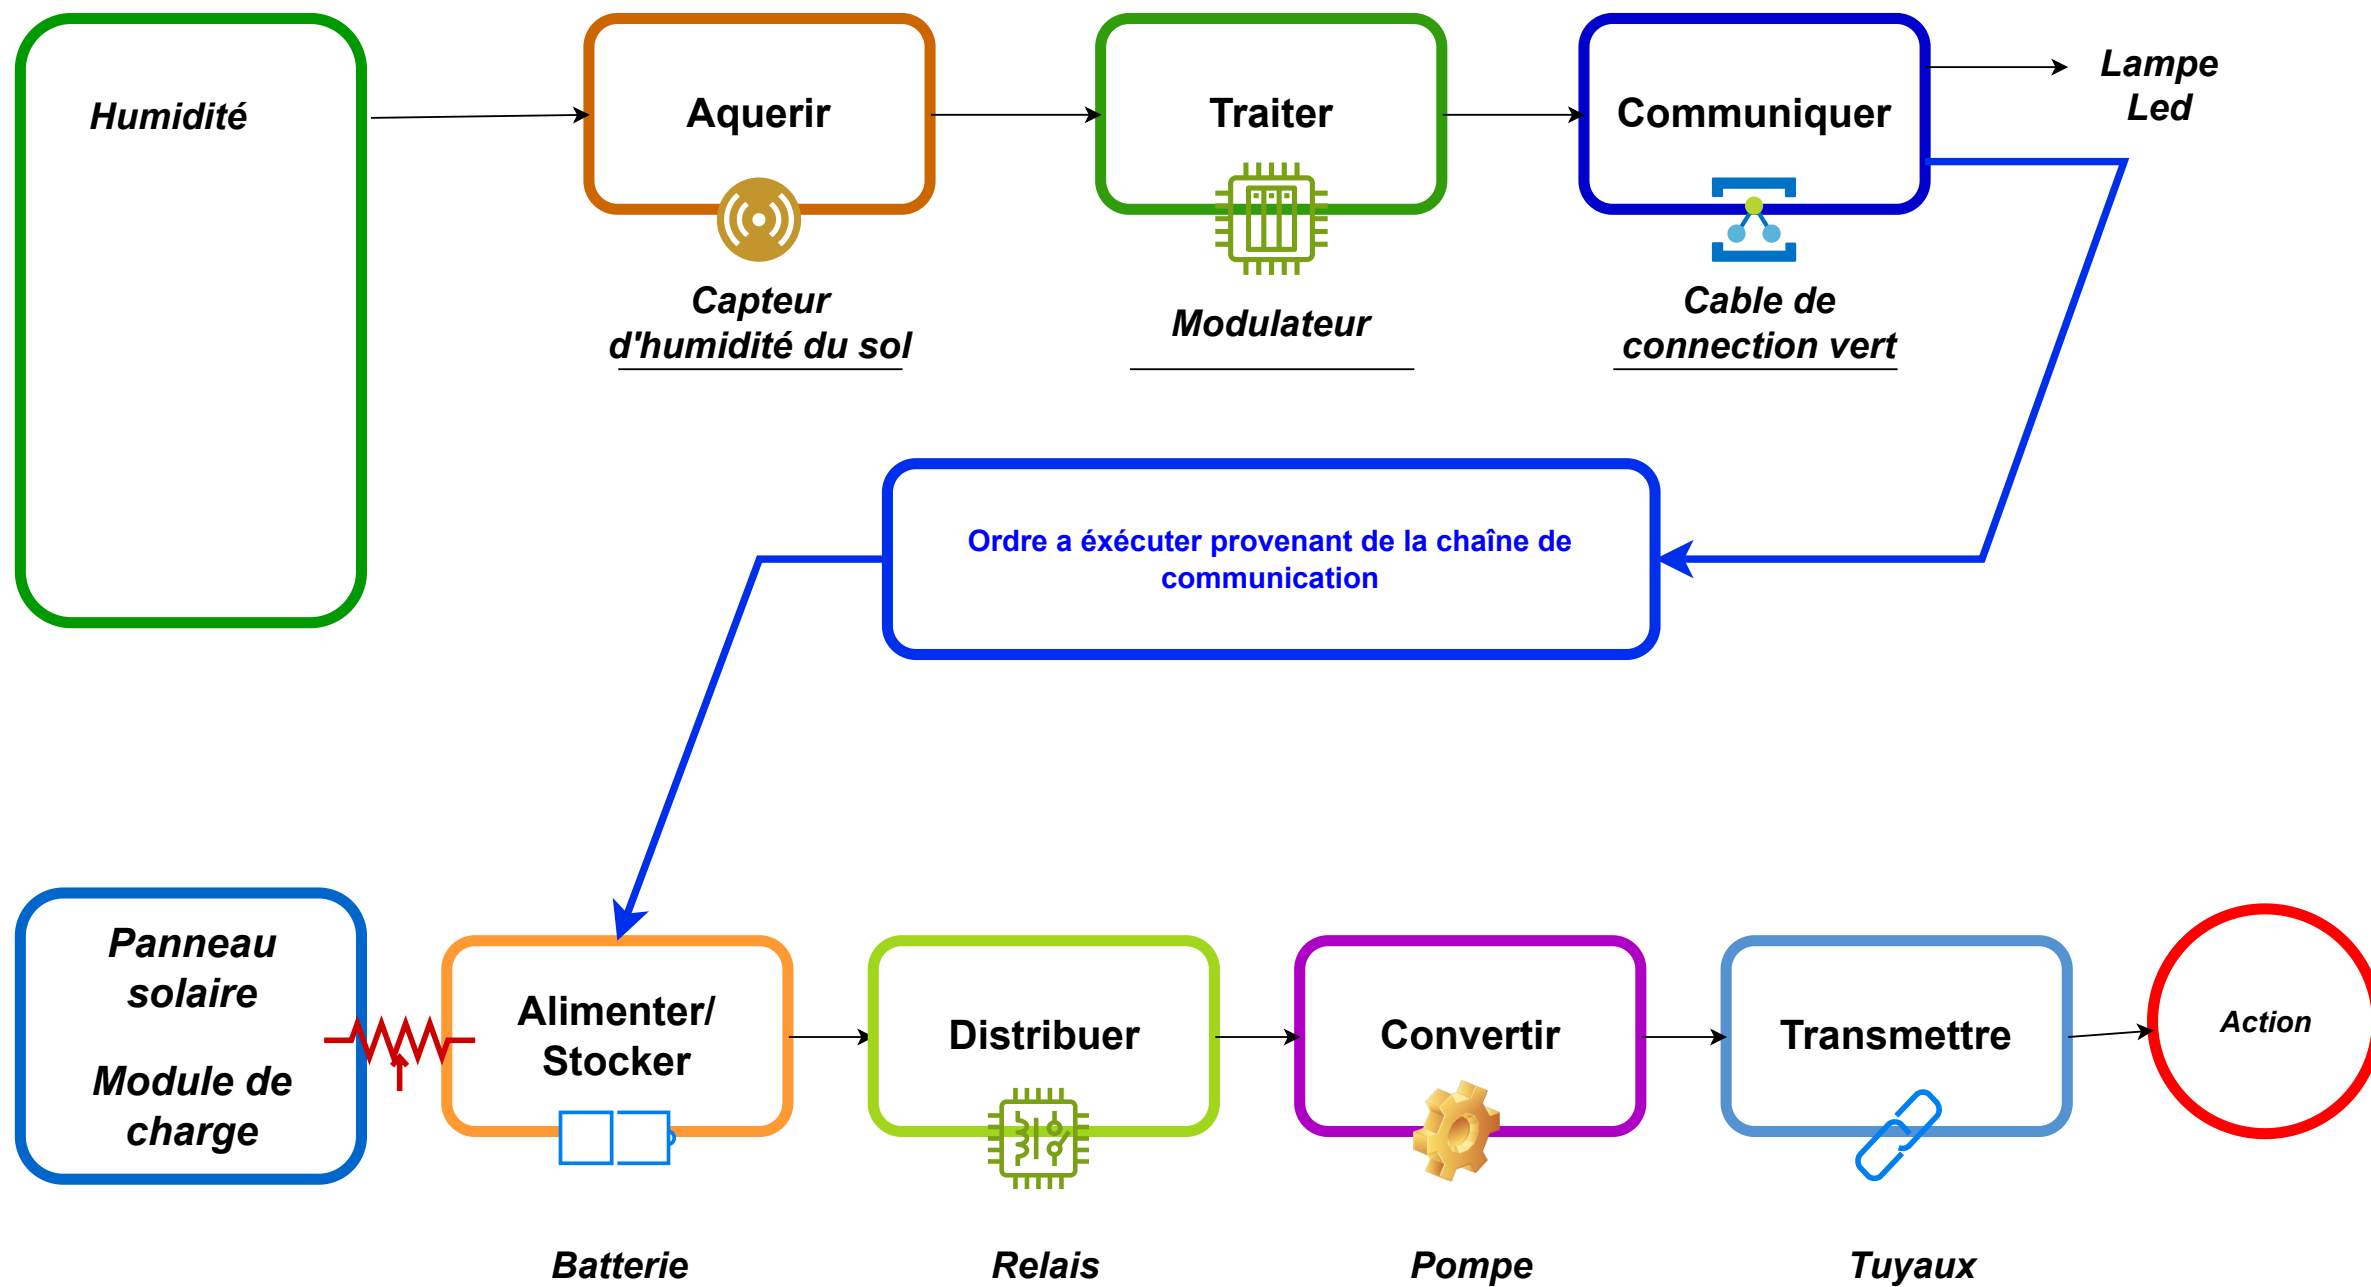 Humidité
Aquerir
Traiter
Communiquer
Lampe
Led
Capteur
d'humidité du sol
Modulateur
Cable de
connection vert
Ordre a éxécuter provenant de la chaîne de
communication
Panneau
solaire
Module de
charge
Alimenter/
Stocker
Distribuer
Convertir
Transmettre
Action
Batterie
Relais
Pompe
Tuyaux